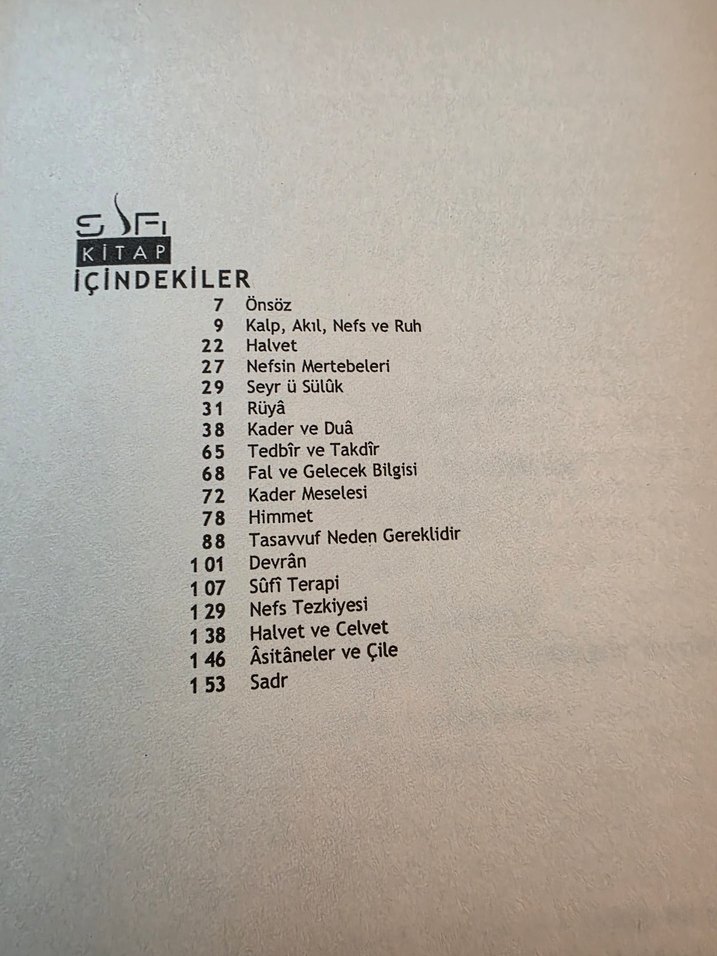 SUFİ
KİTAP
İÇİNDEKİLER
7 Önsöz
9 Kalp, Akıl, Nefs ve Ruh
22 Halvet
27 Nefsin Mertebeleri
29 Seyr ü Sülûk
31 Rüyâ
38 Kader ve Duâ
65 Tedbîr ve Takdîr
68 Fal ve Gelecek Bilgisi
72 Kader Meselesi
78 Himmet
88 Tasavvuf Neden Gereklidir
101 Devrân
107 Sûfî Terapi
129 Nefs Tezkiyesi
138 Halvet ve Celvet
146 Âsitâneler ve Çile
153 Sadr